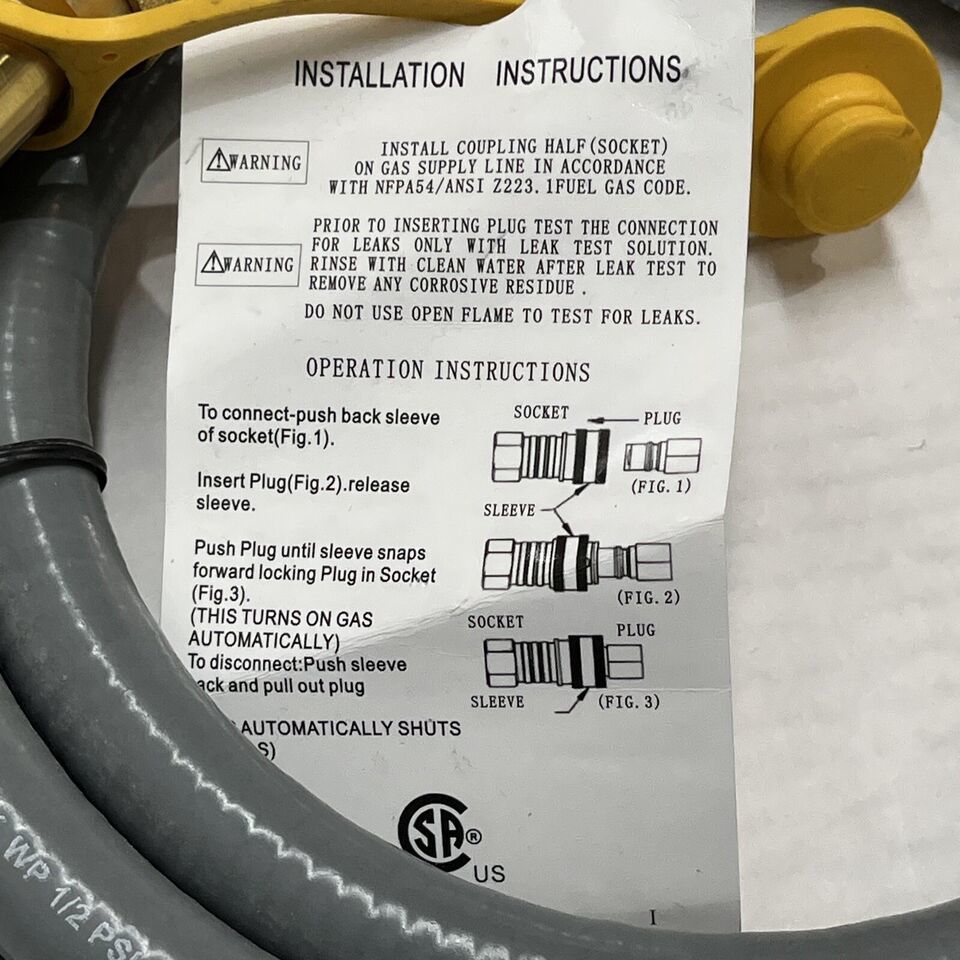 INSTALLATION INSTRUCTIONS
WARNING
INSTALL COUPLING HALF(SOCKET)
ON GAS SUPPLY LINE IN ACCORDANCE
WITH NFPA54/ANSI Z223.1FUEL GAS CODE.
WARNING
PRIOR TO INSERTING PLUG TEST THE CONNECTION
FOR LEAKS ONLY WITH LEAK TEST SOLUTION.
RINSE WITH CLEAN WATER AFTER LEAK TEST TO
REMOVE ANY CORROSIVE RESIDUE.
DO NOT USE OPEN FLAME TO TEST FOR LEAKS.
OPERATION INSTRUCTIONS
To connect-push back sleeve
of socket(Fig.1).
Insert Plug(Fig.2).release
sleeve.
Push Plug until sleeve snaps
forward locking Plug in Socket
(Fig.3).
(THIS TURNS ON GAS
AUTOMATICALLY)
To disconnect:Push sleeve
and pull out plug
AUTOMATICALLY SHUTS
SOCKET PLUG
(FIG.1)
SLEEVE
(FIG.2)
SOCKET
PLUG
SLEEVE
(FIG.3)
CSA®
US
I
WP 1/2 PSI